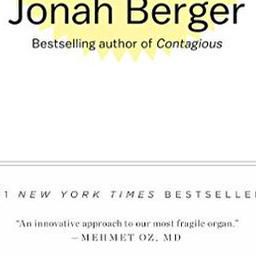 Jonah Berger
Bestselling author of Contagious
1 NEW YORK TIMES BESTSELLE
"An innovative approach to our most fragile organ."
—MEHMET OZ, MD